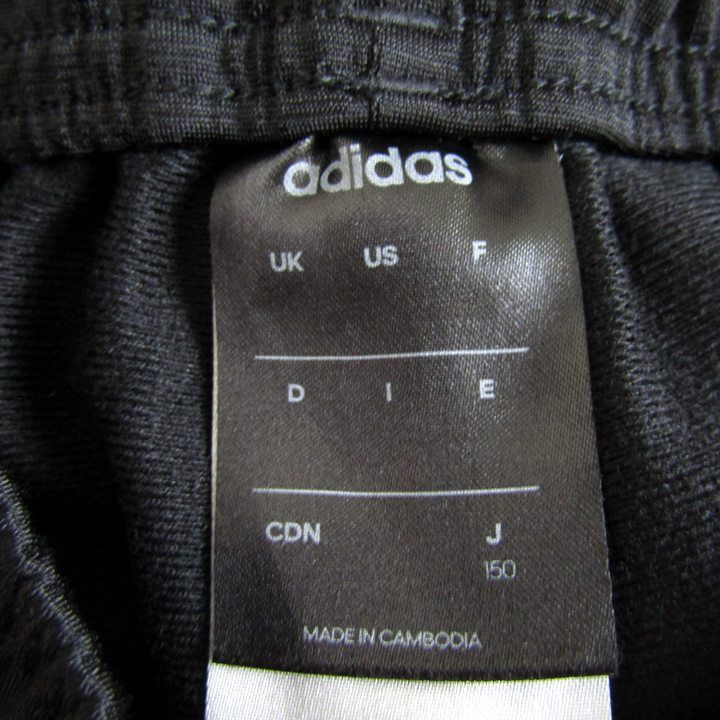 adidas
UK US F
D I E
CDN J
150
MADE IN CAMBODIA